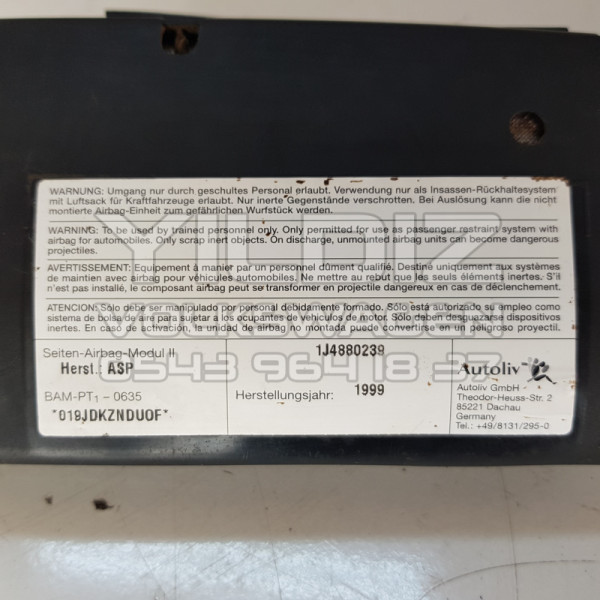 WARNUNG: Umgang nur durch geschultes Personal erlaubt. Verwendung nur als Insassen-Rückhaltesystem
mit Luftsack für Kraftfahrzeuge erlaubt. Nur inerte Gegenstände verschrotten. Bei Auslösung kann die nicht
montierte Airbag-Einheit zum gefährlichen Wurfstück werden.
WARNING: To be used by trained personnel only. Only permitted for use as passenger restraint system with
airbag for automobiles. Only scrap inert objects. On discharge, unmounted airbag units can become dangerous
projectiles.
AVERTISSEMENT: Equipement à manier par un personnel dûment qualifié. Destiné uniquement aux systèmes
de maintien avec airbag pour véhicules automobiles. Ne mettre au rebut que les seuls éléments inertes. S'il
n'est pas installé, le complexe airbag peut se transformer en projectile dangereux en cas de déclenchement.
ATENCION: Sólo debe ser manipulado por personal debidamente formado. Sólo está autorizado su empleo como
sistema de bolsa de aire para sujetar a los ocupantes de vehículos de motor. Sólo deben desguazarse dispositivos
inertes. En caso de activación, la unidad de airbag no montada puede convertirse en un peligroso proyectil.
Seiten-Airbag-Modul II 1J4880239
Herst.: ASP
BAM-PT1 - 0635 Herstellungsjahr: 1999
*019JDKZNDUOF*
Autoliv
Autoliv GmbH
Theodor-Heuss-Str. 2
85221 Dachau
Germany
Tel.: +49/8131/295-0
YILDIZ
VOLKSWAGEN
0543 964 18 37